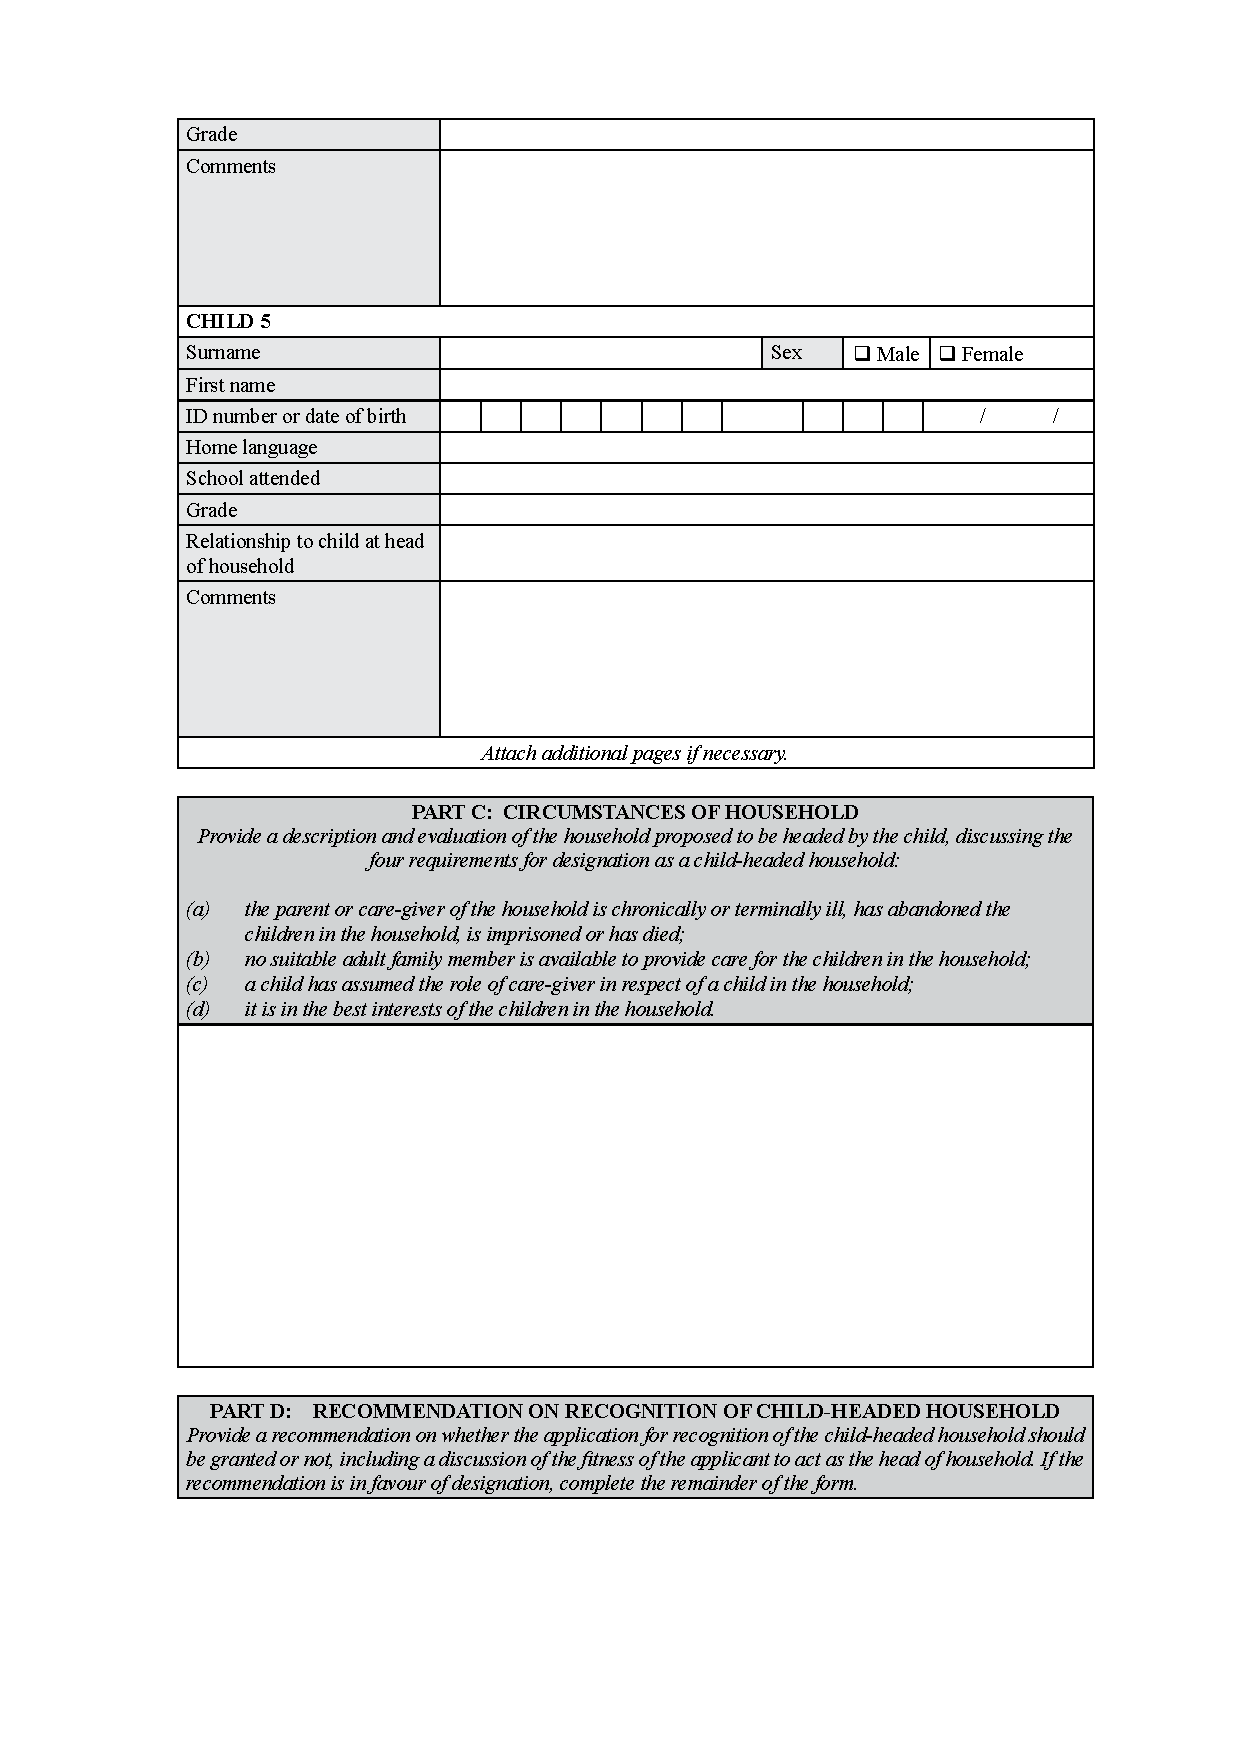 Grade
Comments
CHILD 5
Surname Sex ❑ Male ❑ Female
First name
ID number or date of birth / /
Home language
School attended
Grade
Relationship to child at head
of household
Comments
Attach additional pages if necessary.
PART C: CIRCUMSTANCES OF HOUSEHOLD
Provide a description and evaluation of the household proposed to be headed by the child, discussing the
four requirements for designation as a child-headed household:
(a) the parent or care-giver of the household is chronically or terminally ill, has abandoned the
children in the household, is imprisoned or has died;
(b) no suitable adult family member is available to provide care for the children in the household;
(c) a child has assumed the role of care-giver in respect of a child in the household;
(d) it is in the best interests of the children in the household.
PART D: RECOMMENDATION ON RECOGNITION OF CHILD-HEADED HOUSEHOLD
Provide a recommendation on whether the application for recognition of the child-headed household should
be granted or not, including a discussion of the fitness of the applicant to act as the head of household. If the
recommendation is in favour of designation, complete the remainder of the form.